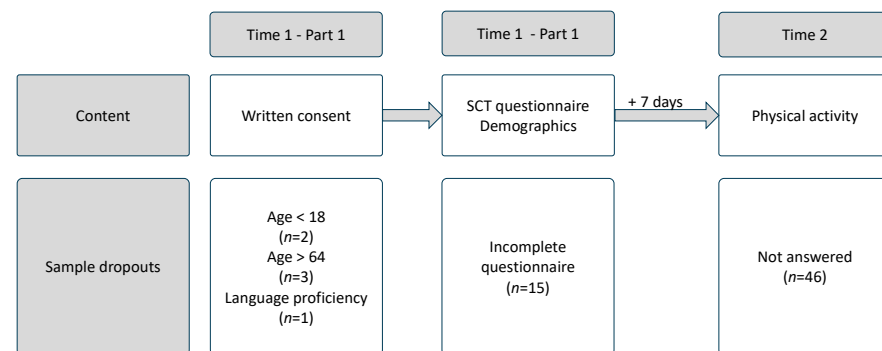 Time 1 - Part 1
Time 1  - Part 1
Time 2
Content
Written consent
SCT questionnaire
Demographics
+ 7 days
Physical activity
Sample dropouts
Age < 18
(n=2)
Age > 64
(n=3)
Language proficiency
(n=1)
Incomplete
questionnaire
(n=15)
Not answered
(n=46)